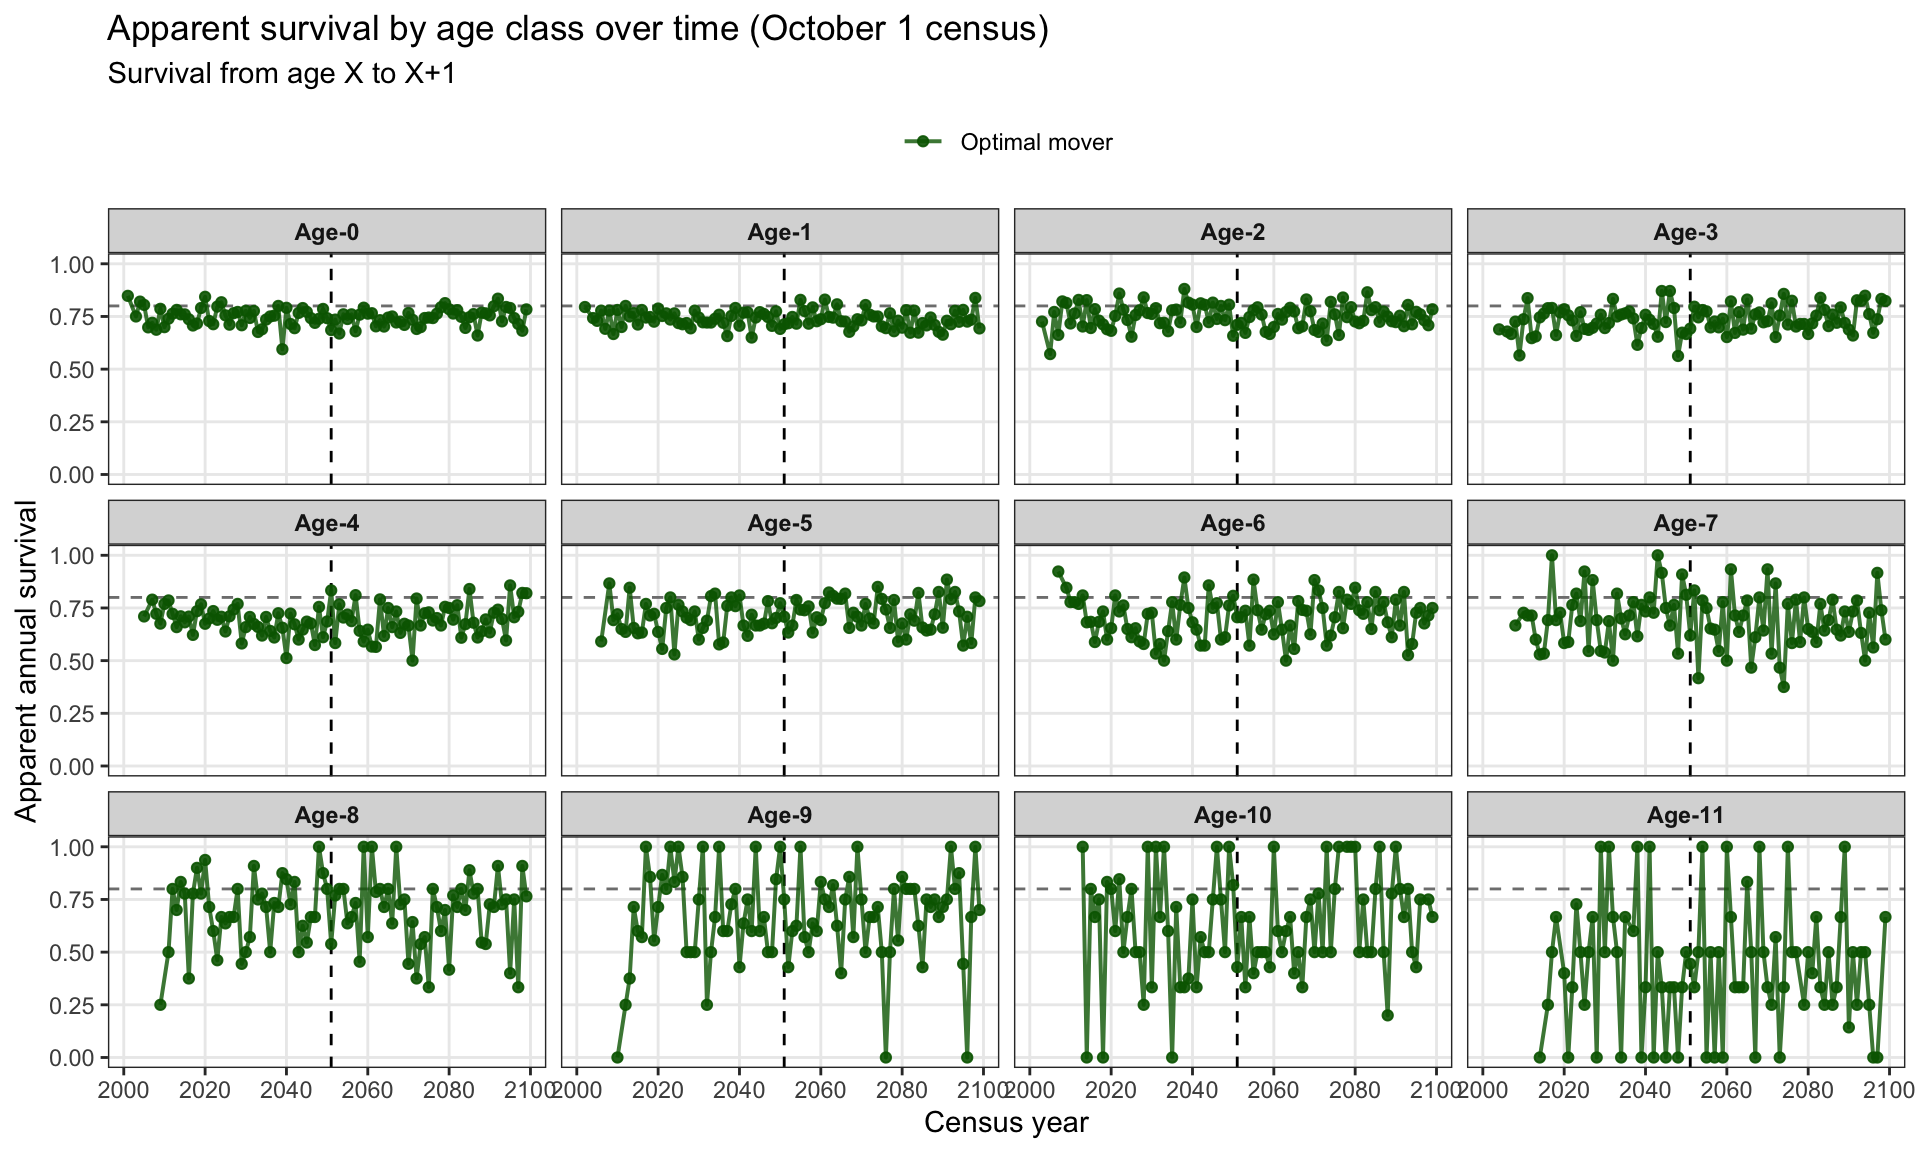 Apparent survival by age class over time (October 1 census)
Survival from age X to X+1
Optimal mover
Age-0 Age-1 Age-2 Age-3
1.00
0.75
0.50
0.25
0.00
Age-4 Age-5 Age-6 Age-7
1.00
0.75
0.50
0.25
0.00
Age-8 Age-9 Age-10 Age-11
1.00
0.75
0.50
0.25
0.00
2000 2020 2040 2060 2080 2100 2000 2020 2040 2060 2080 2100 2000 2020 2040 2060 2080 2100 2000 2020 2040 2060 2080 2100
Census year
Apparent annual survival